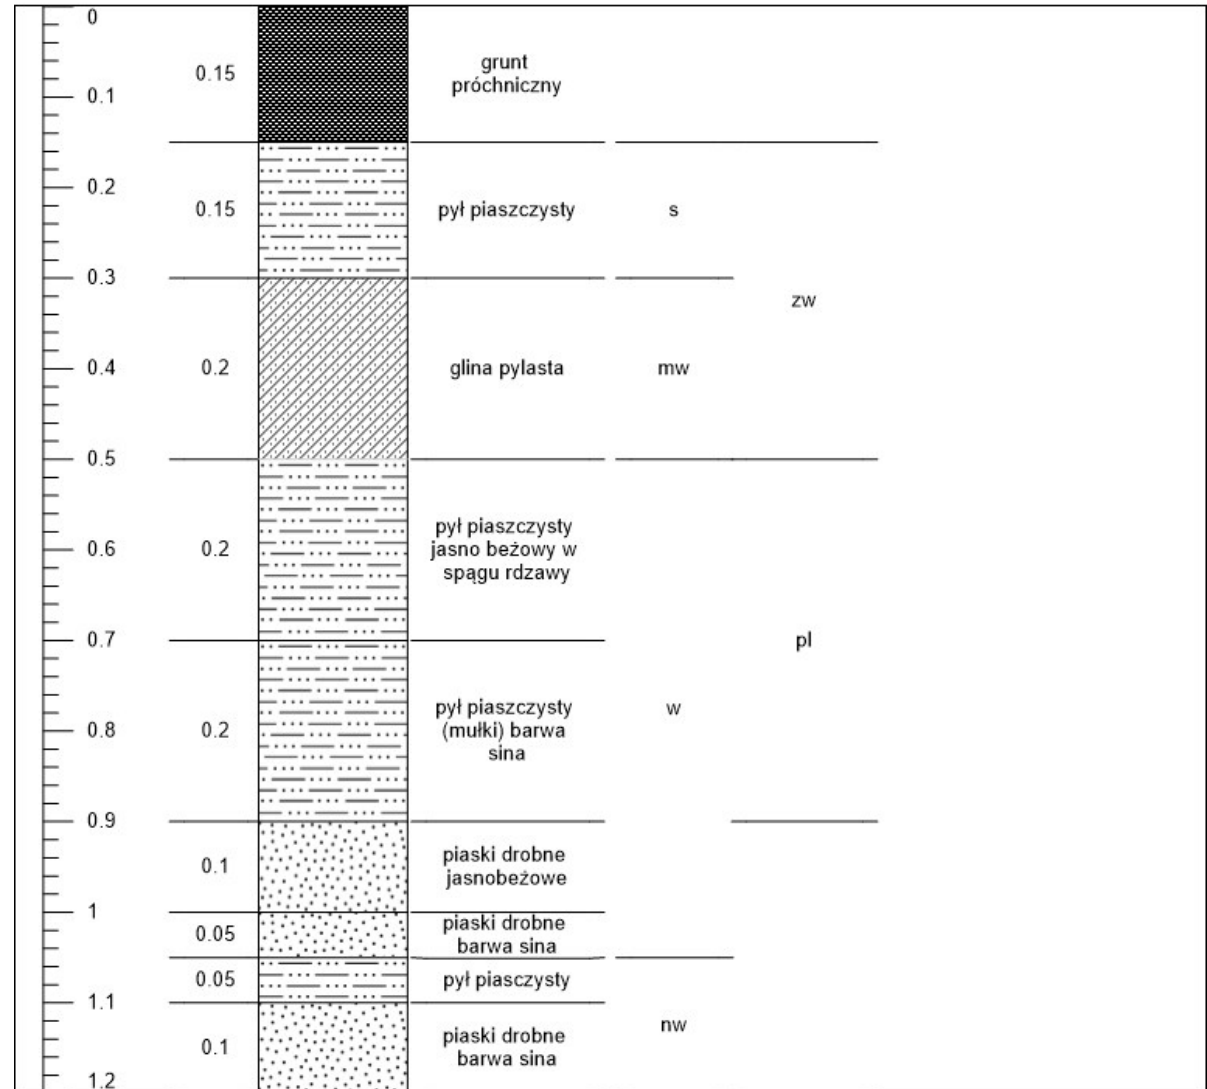 0
0.15
grunt
próchniczny
0.1
0.2
0.15
pył piaszczysty
s
0.3
zw
0.4
0.2
glina pylasta
mw
0.5
pył piaszczysty
jasno beżowy w
spągu rdzawy
0.6
0.2
0.7
pl
pył piaszczysty
(mułki) barwa
sina
w
0.8
0.2
0.9
0.1
piaski drobne
jasnobeżowe
1
0.05
piaski drobne
barwa sina
0.05
pył piasczysty
1.1
nw
0.1
piaski drobne
barwa sina
1.2